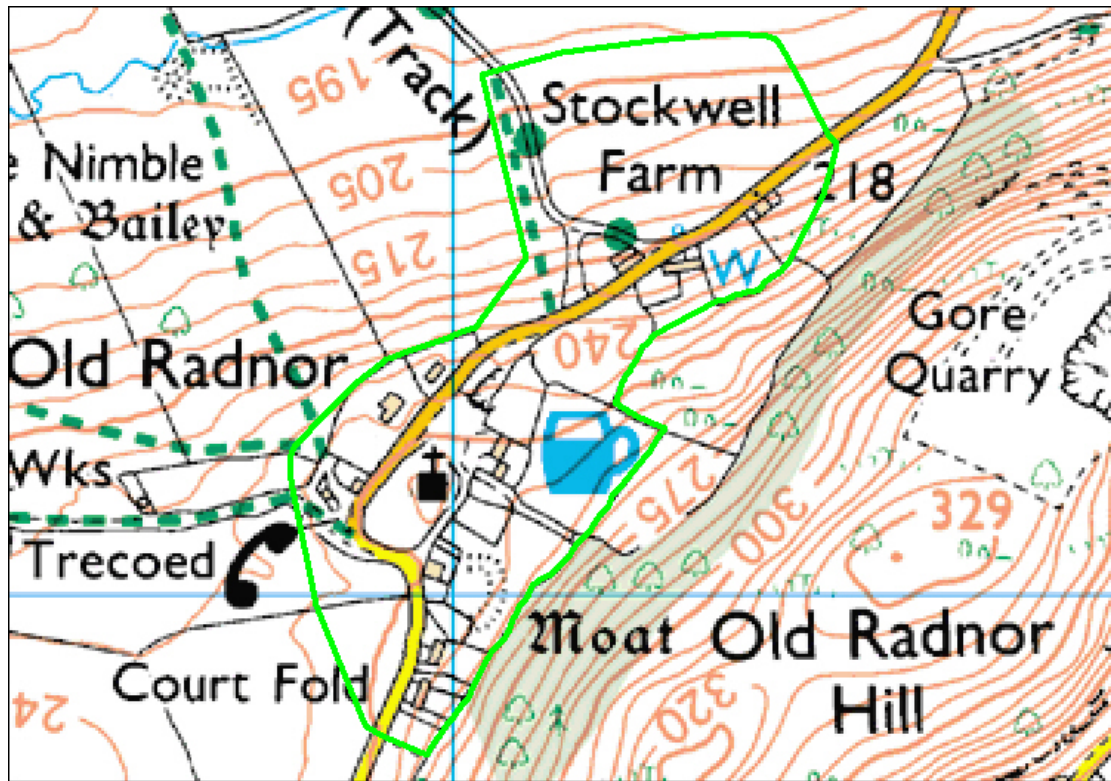 (Track)
195
Stockwell
Farm
e Nimble
& Bailey
205
218
215
W
240
Gore
Quarry
Old Radnor
Wks
275
300
329
Trecoed
Moat
Old Radnor
Hill
Court Fold
24
320